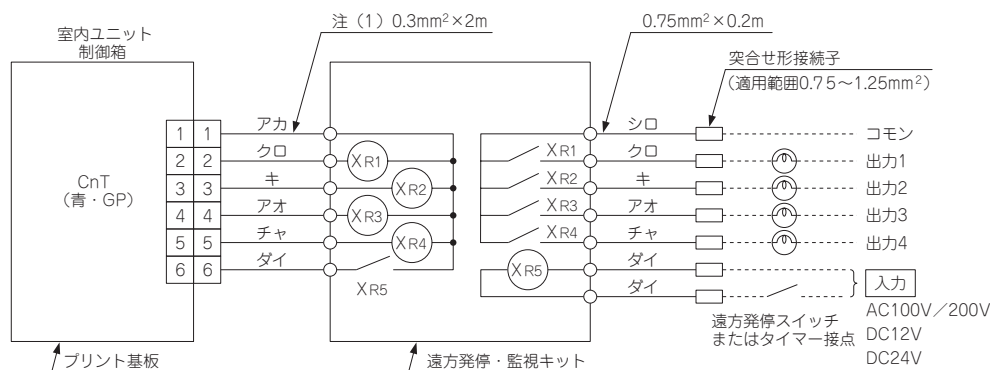 注（1）0.3mm²×2m
0.75mm²×0.2m
室内ユニット
制御箱
突合せ形接続子
（適用範囲0.75～1.25mm²）
CnT
（青・GP）
1 1 アカ
2 2 クロ XR1
3 3 キ XR2
4 4 アオ XR3
5 5 チャ XR4
6 6 ダイ XR5
シロ コモン
XR1 クロ 出力1
XR2 キ 出力2
XR3 アオ 出力3
XR4 チャ 出力4
XR5 ダイ
ダイ
入力
遠方発停スイッチ
またはタイマー接点
AC100V／200V
DC12V
DC24V
プリント基板
遠方発停・監視キット